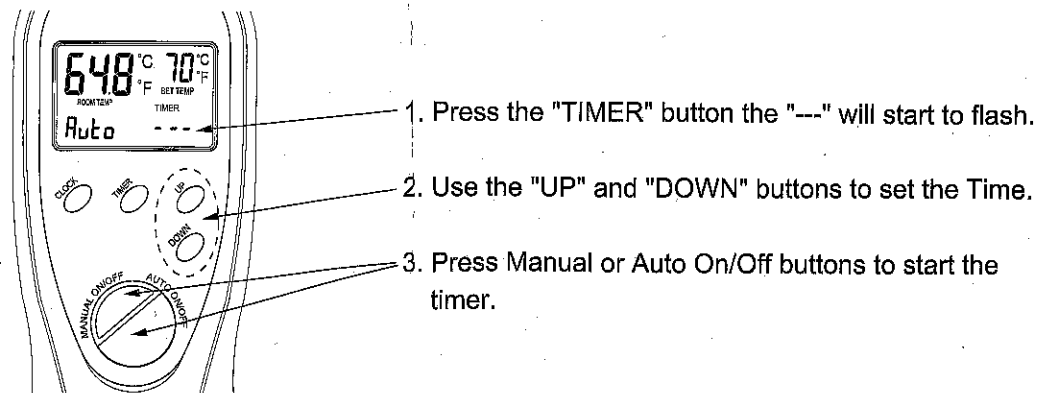 64.8 °C 70 °C
°F °F
ROOM TEMP SET TEMP
TIMER
Auto ---
1. Press the "TIMER" button the "---" will start to flash.
CLOCK TIMER UP
2. Use the "UP" and "DOWN" buttons to set the Time.
DOWN
3. Press Manual or Auto On/Off buttons to start the
timer.
MANUAL ON/OFF AUTO ON/OFF